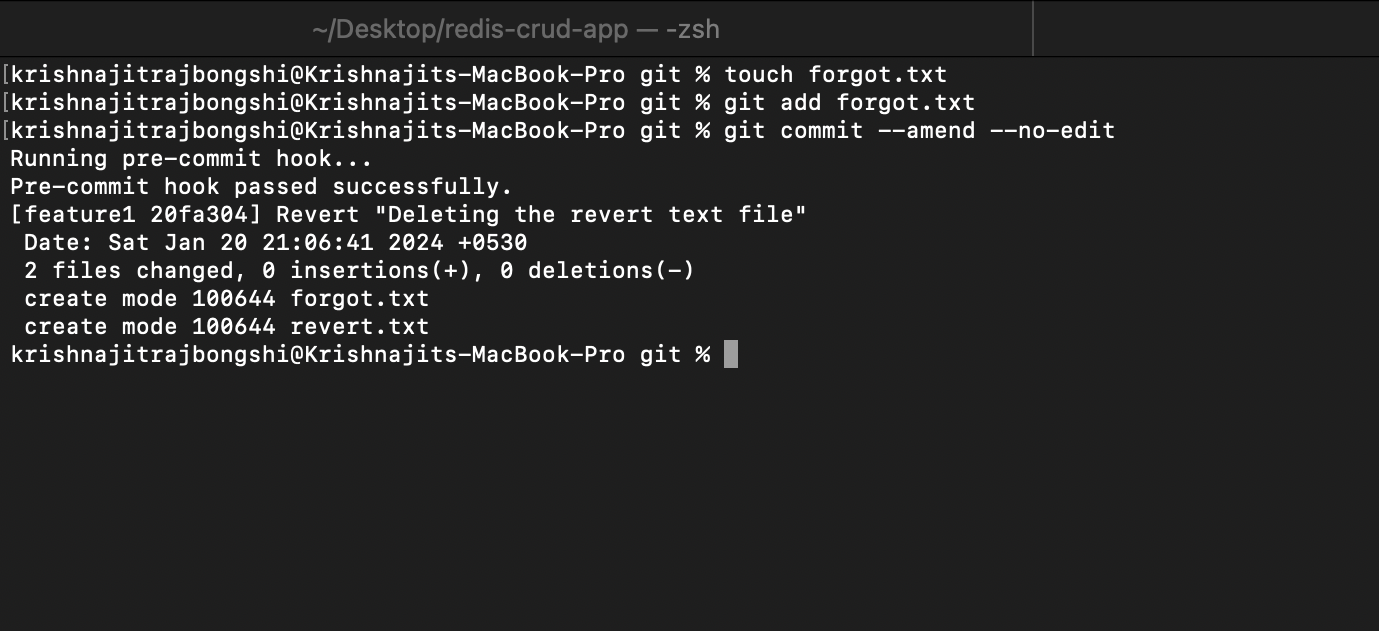 ~/Desktop/redis-crud-app — -zsh
[krishnajitrajbongshi@Krishnajits-MacBook-Pro git % touch forgot.txt
[krishnajitrajbongshi@Krishnajits-MacBook-Pro git % git add forgot.txt
[krishnajitrajbongshi@Krishnajits-MacBook-Pro git % git commit --amend --no-edit
Running pre-commit hook...
Pre-commit hook passed successfully.
[feature1 20fa304] Revert "Deleting the revert text file"
 Date: Sat Jan 20 21:06:41 2024 +0530
 2 files changed, 0 insertions(+), 0 deletions(-)
 create mode 100644 forgot.txt
 create mode 100644 revert.txt
krishnajitrajbongshi@Krishnajits-MacBook-Pro git %